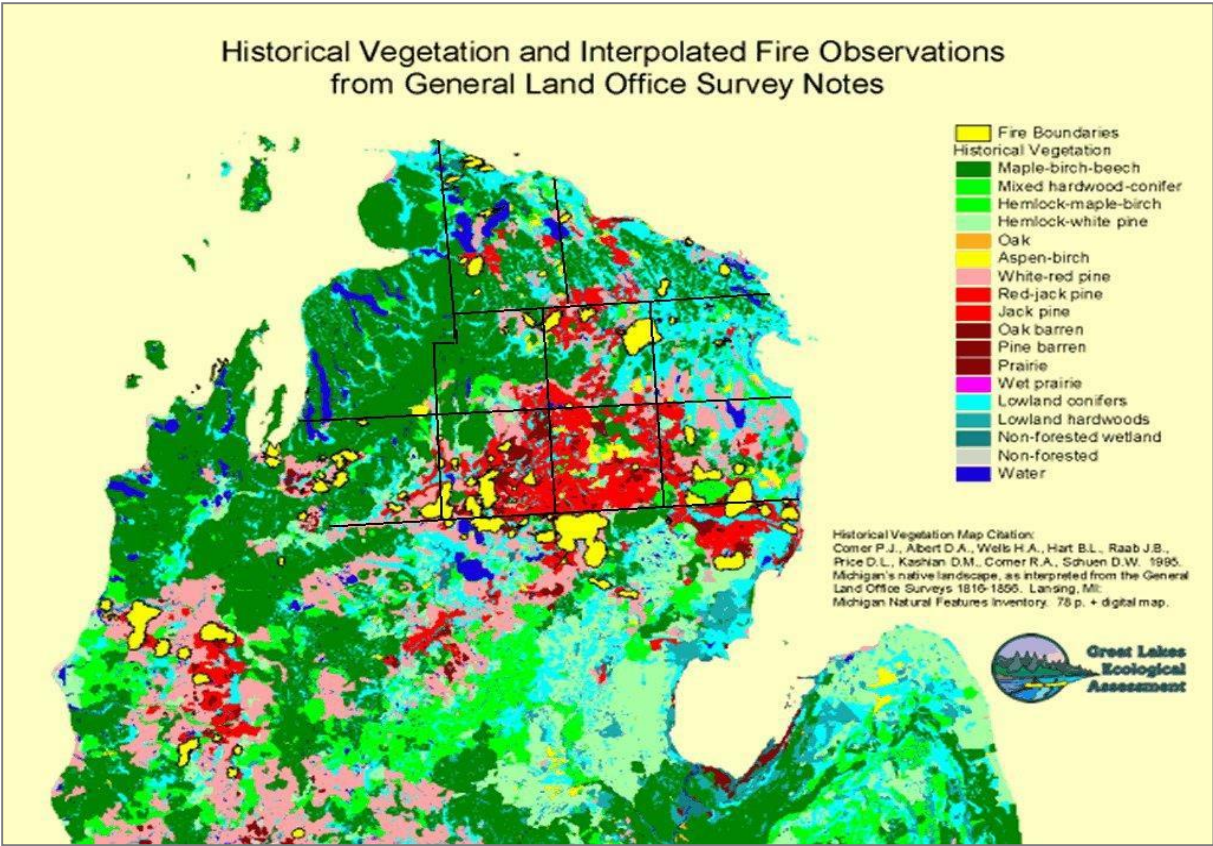 Historical Vegetation and Interpolated Fire Observations
from General Land Office Survey Notes
Fire Boundaries
Historical Vegetation
Maple-birch-beech
Mixed hardwood-conifer
Hemlock-maple-birch
Hemlock-white pine
Oak
Aspen-birch
White-red pine
Red-jack pine
Jack pine
Oak barren
Pine barren
Prairie
Wet prairie
Lowland conifers
Lowland hardwoods
Non-forested wetland
Non-forested
Water
Historical Vegetation Map Citation:
Comer P.J., Albert D.A., Wells H.A., Hart B.L., Raab J.B.,
Price D.L., Kashian D.M., Corner R.A., Schuen D.W. 1995.
Michigan's native landscape, as interpreted from the General
Land Office Surveys 1816-1856. Lansing, MI:
Michigan Natural Features Inventory. 78 p. + digital map.
Great Lakes
Ecological
Assessment